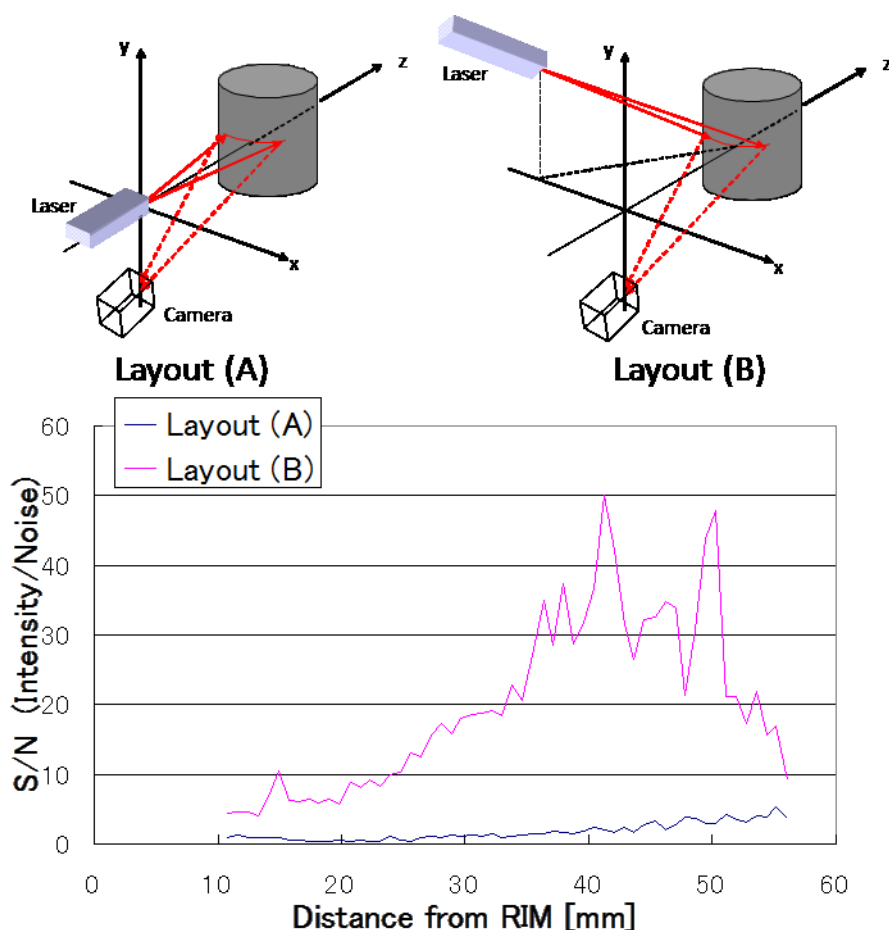 y
z
Laser
x
Camera
Layout (A)
y
z
Laser
x
Camera
Layout (B)
Layout (A)
Layout (B)
S/N (Intensity/Noise)
60
50
40
30
20
10
0
0 10 20 30 40 50 60
Distance from RIM [mm]